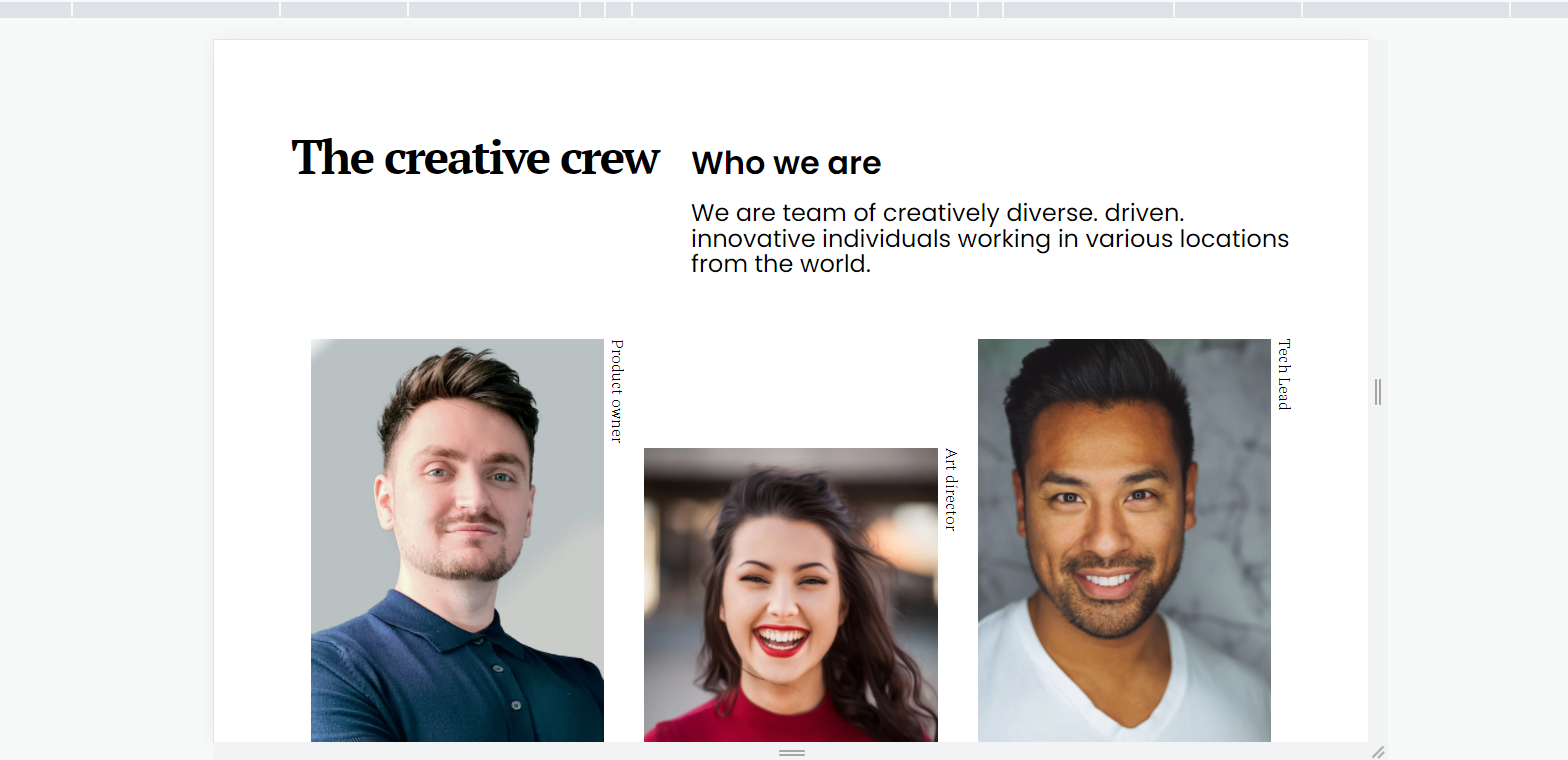 The creative crew
Who we are
We are team of creatively diverse. driven.
innovative individuals working in various locations
from the world.
Product owner
Art director
Tech Lead